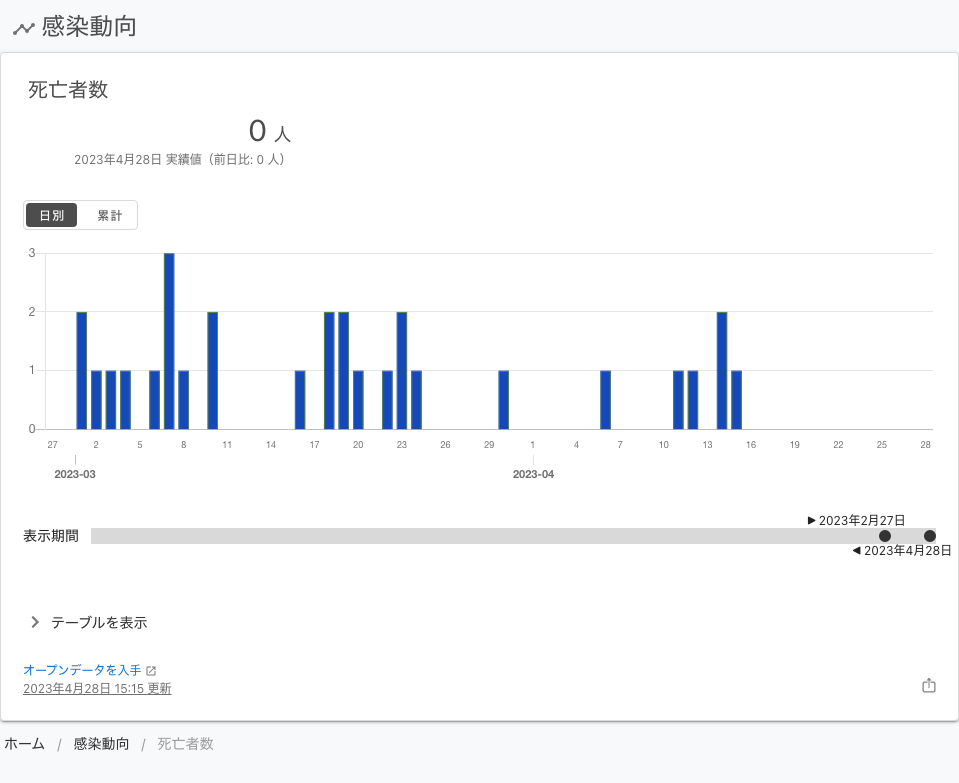 感染動向
死亡者数
0 人
2023年4月28日 実績値（前日比: 0 人）
日別 累計
3
2
1
0
27 2 5 8 11 14 17 20 23 26 29 1 4 7 10 13 16 19 22 25 28
2023-03 2023-04
▶ 2023年2月27日
表示期間
◀ 2023年4月28日
テーブルを表示
オープンデータを入手
2023年4月28日 15:15 更新
ホーム / 感染動向 / 死亡者数